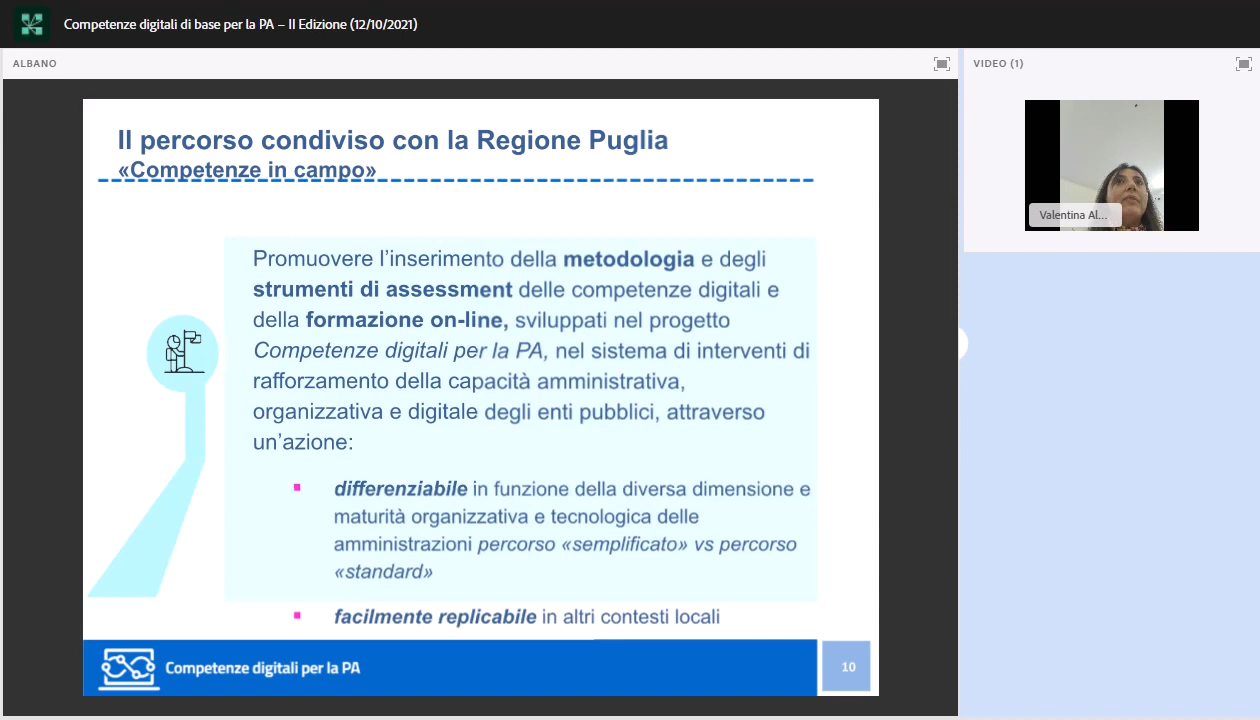 Competenze digitali di base per la PA – II Edizione (12/10/2021)
ALBANO
VIDEO (1)
Il percorso condiviso con la Regione Puglia
«Competenze in campo»
Promuovere l’inserimento della metodologia e degli
strumenti di assessment delle competenze digitali e
della formazione on-line, sviluppati nel progetto
Competenze digitali per la PA, nel sistema di interventi di
rafforzamento della capacità amministrativa,
organizzativa e digitale degli enti pubblici, attraverso
un’azione:
▪ differenziabile in funzione della diversa dimensione e
maturità organizzativa e tecnologica delle
amministrazioni percorso «semplificato» vs percorso
«standard»
▪ facilmente replicabile in altri contesti locali
Competenze digitali per la PA
10
Valentina Al...